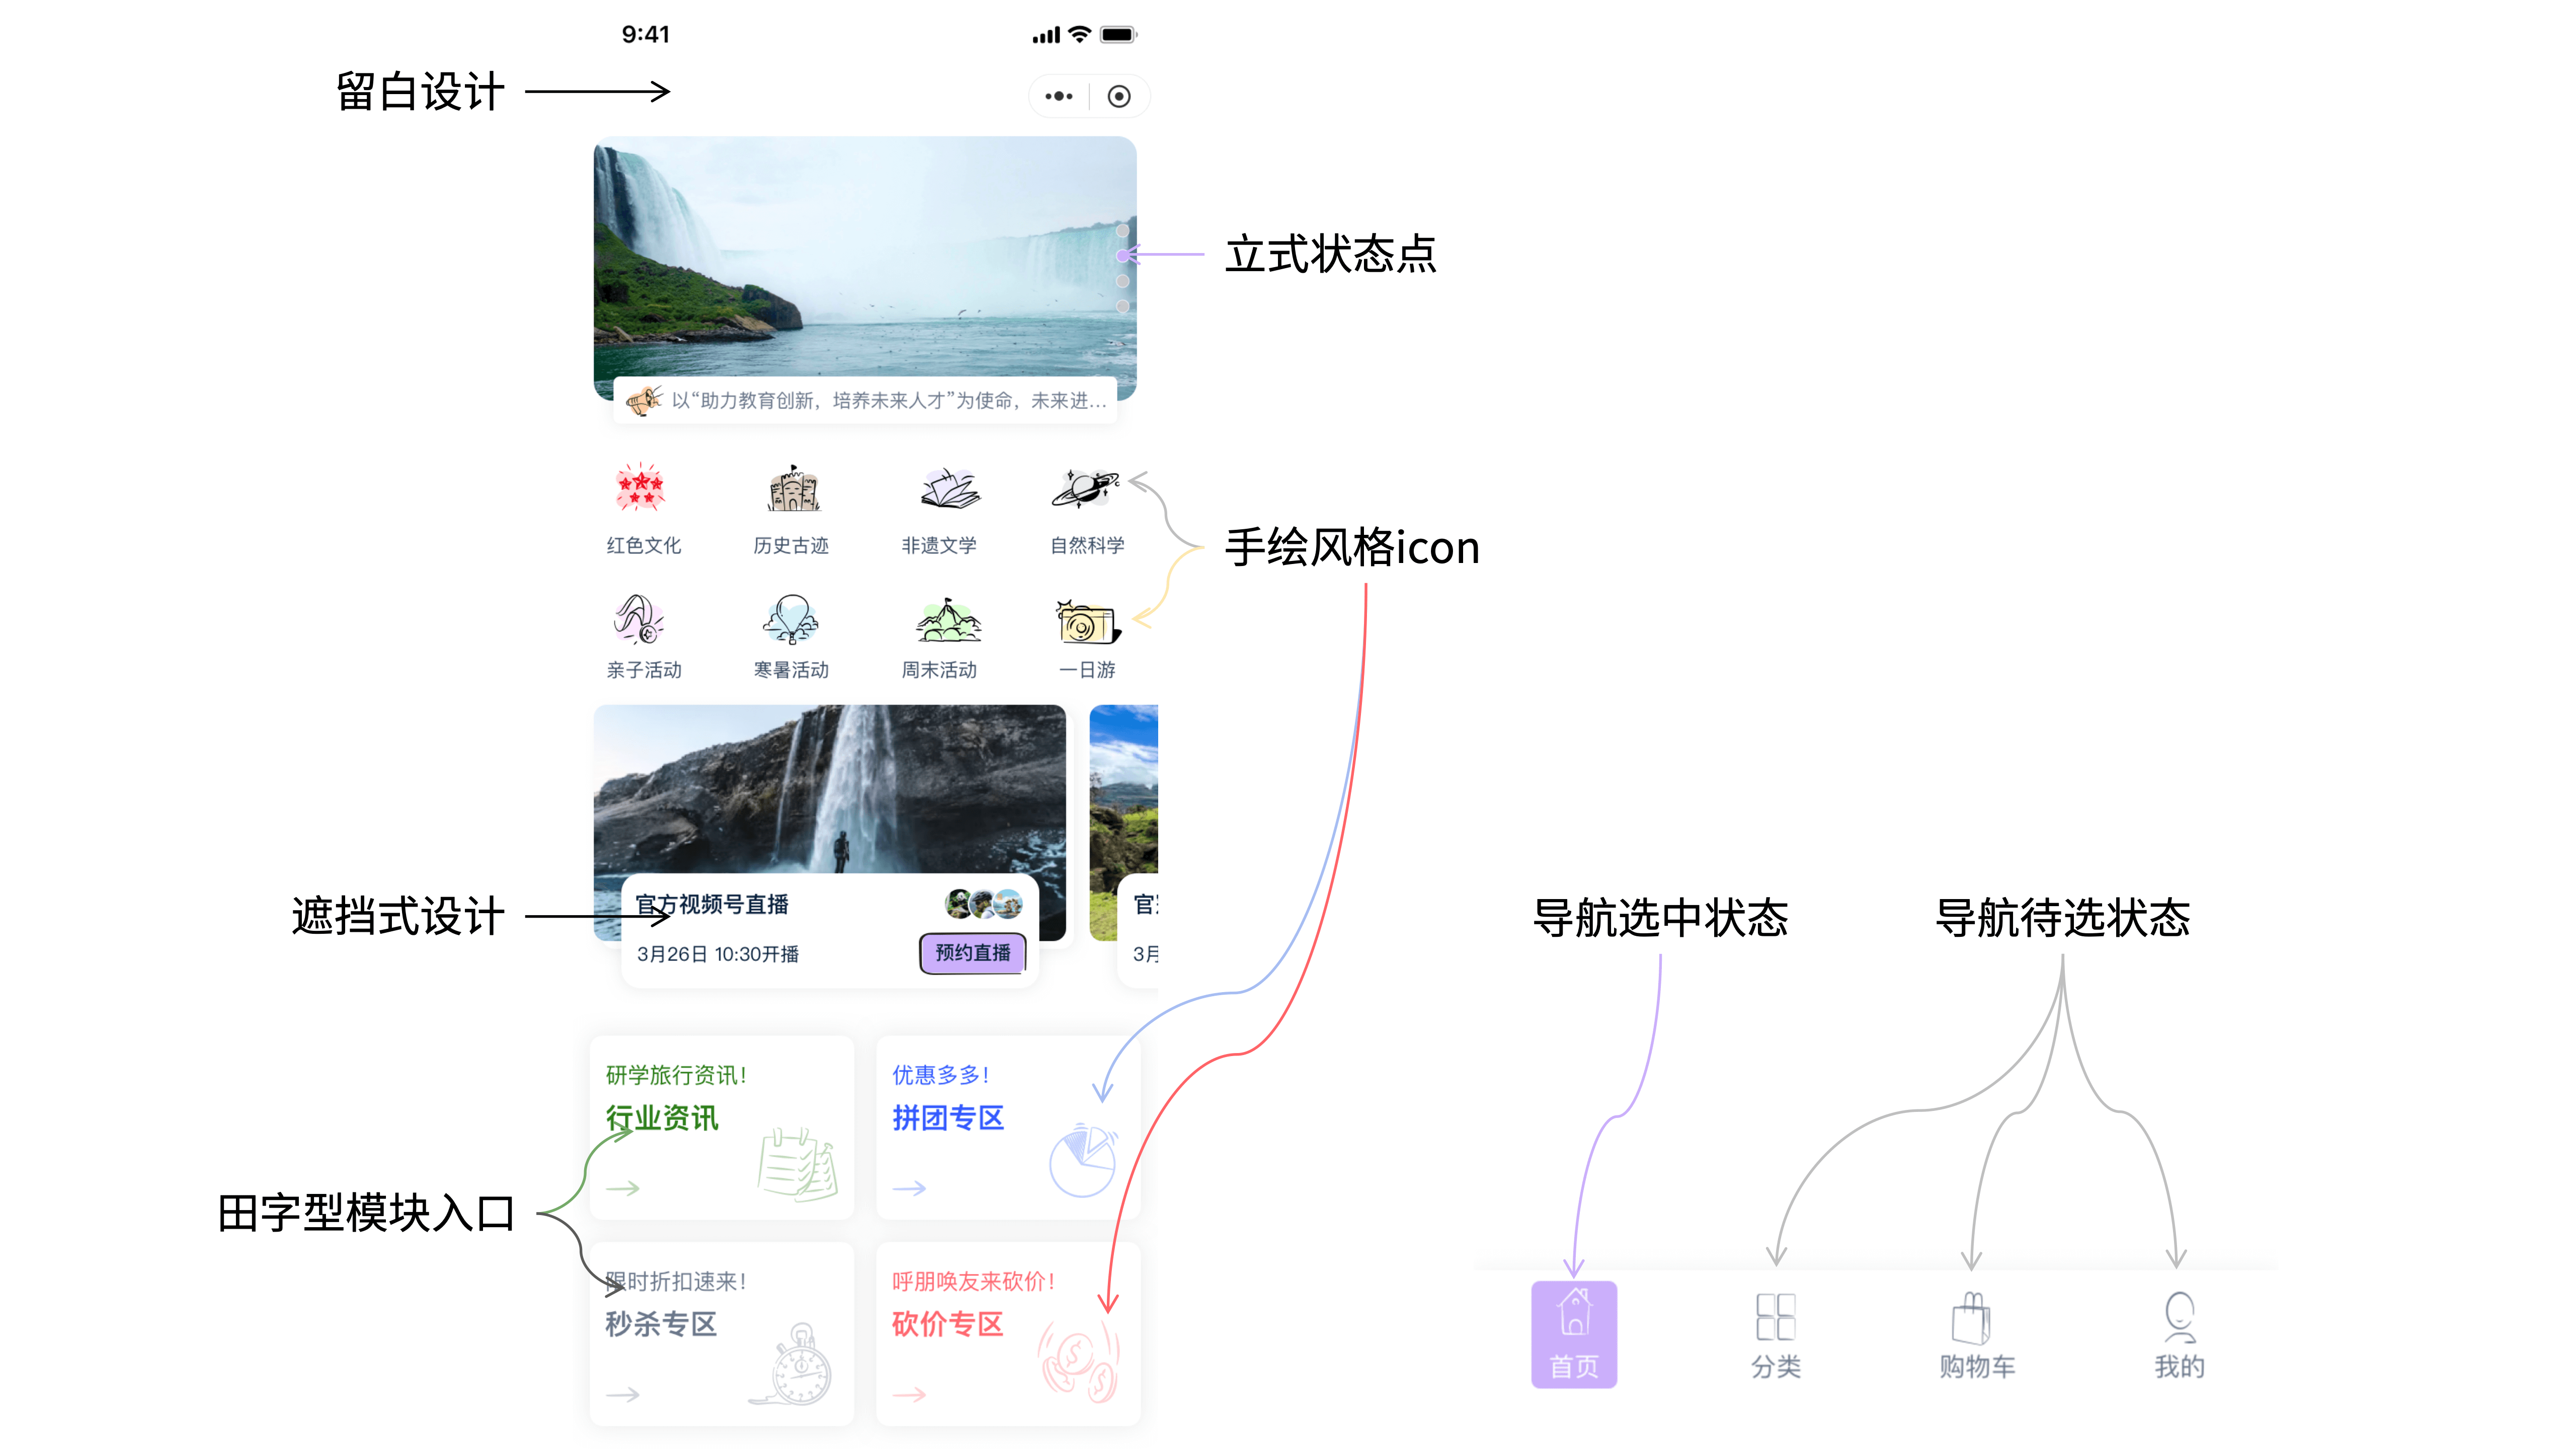 9:41
留白设计
立式状态点
以“助力教育创新，培养未来人才”为使命，未来进...
红色文化
历史古迹
非遗文学
自然科学
手绘风格icon
亲子活动
寒暑活动
周末活动
一日游
遮挡式设计
官方视频号直播
3月26日 10:30开播
预约直播
官
3月
导航选中状态
导航待选状态
研学旅行资讯！
行业资讯
优惠多多！
拼团专区
田字型模块入口
限时折扣速来！
秒杀专区
呼朋唤友来砍价！
砍价专区
首页
分类
购物车
我的